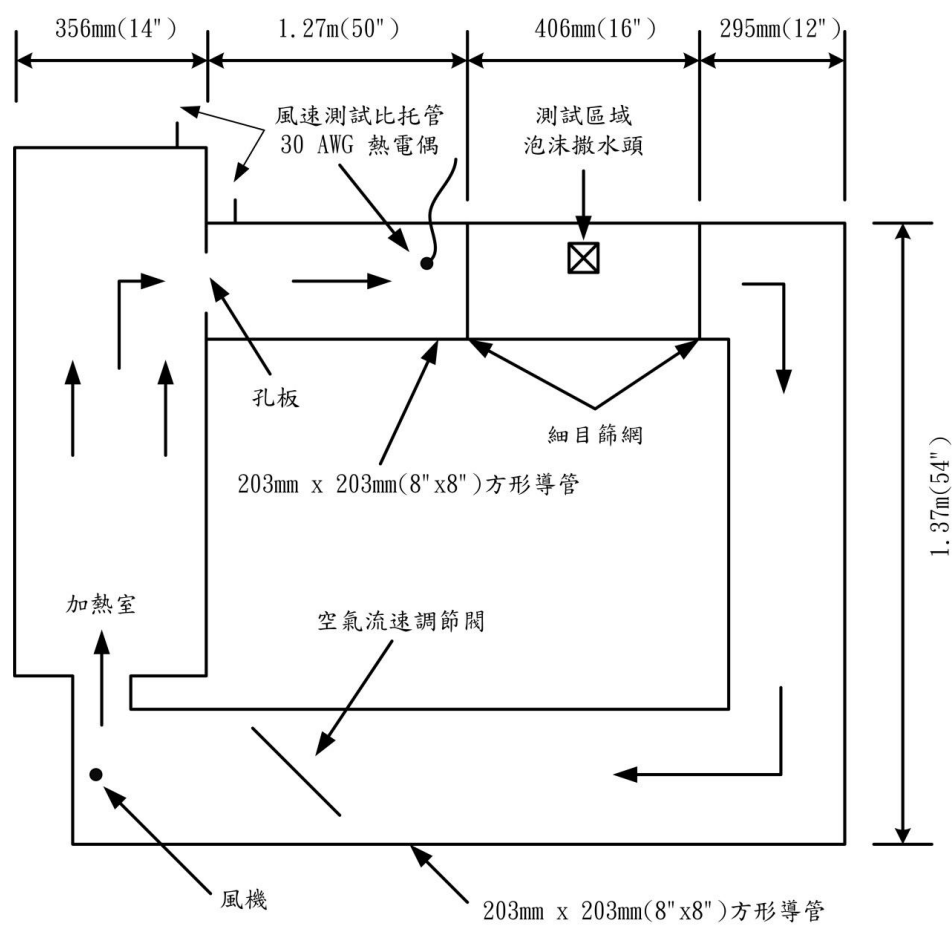 356mm(14")
1.27m(50")
406mm(16")
295mm(12")
風速測試比托管
30 AWG 熱電偶
測試區域
泡沫撒水頭
孔板
細目篩網
203mm x 203mm(8"x8")方形導管
1.37m(54")
加熱室
空氣流速調節閥
風機
203mm x 203mm(8"x8")方形導管